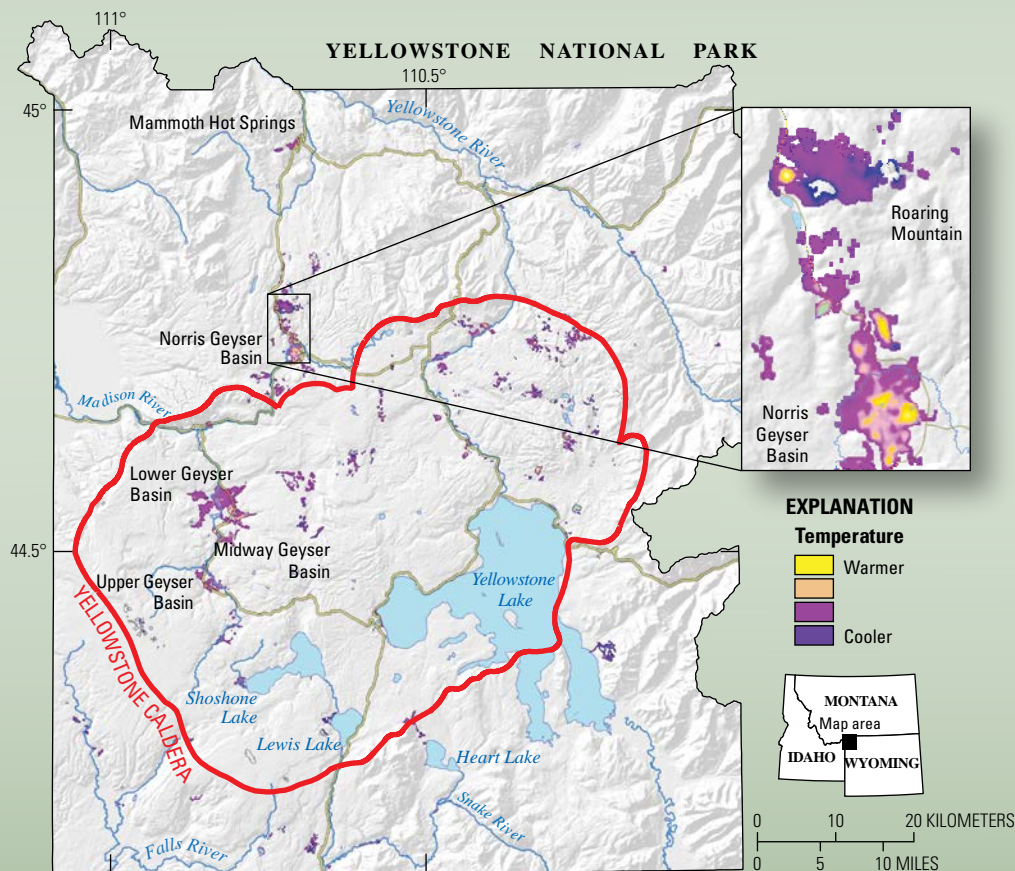 111°
YELLOWSTONE NATIONAL PARK
110.5°
45°
Mammoth Hot Springs
Yellowstone River
Roaring
Mountain
Norris Geyser
Basin
Madison River
Norris
Geyser
Basin
Lower Geyser
Basin
44.5°
Midway Geyser
Basin
Upper Geyser
Basin
Yellowstone
Lake
YELLOWSTONE CALDERA
Shoshone
Lake
Lewis Lake
Heart Lake
Snake River
Falls River
EXPLANATION
Temperature
Warmer
Cooler
MONTANA
Map area
IDAHO
WYOMING
0 10 20 KILOMETERS
0 5 10 MILES